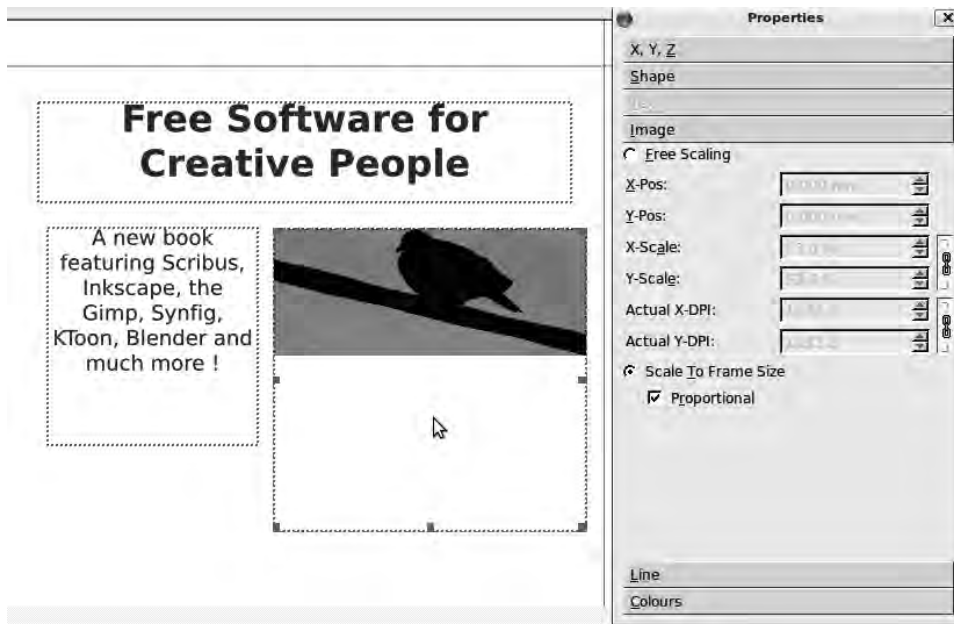 Free Software for
Creative People
A new book
featuring Scribus,
Inkscape, the
Gimp, Synfig,
KToon, Blender and
much more !
Properties
X, Y, Z
Shape
Image
Free Scaling
X-Pos:
Y-Pos:
X-Scale:
Y-Scale:
Actual X-DPI:
Actual Y-DPI:
Scale To Frame Size
Proportional
Line
Colours